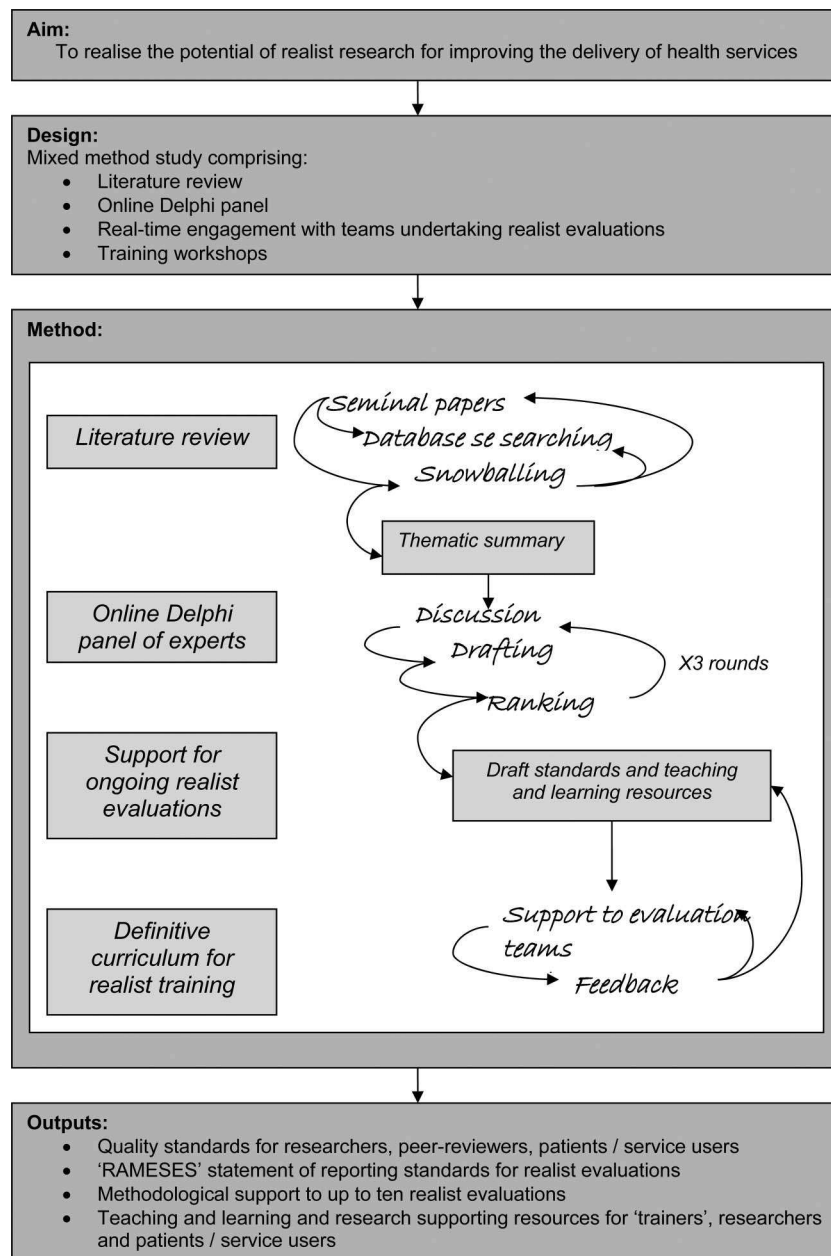 Aim:
To realise the potential of realist research for improving the delivery of health services
Design:
Mixed method study comprising:
• Literature review
• Online Delphi panel
• Real-time engagement with teams undertaking realist evaluations
• Training workshops
Method:
Literature review
Seminal papers
Database se searching
Snowballing
Thematic summary
Online Delphi
panel of experts
Discussion
Drafting
Ranking
X3 rounds
Support for
ongoing realist
evaluations
Draft standards and teaching
and learning resources
Definitive
curriculum for
realist training
Support to evaluation
teams
Feedback
Outputs:
• Quality standards for researchers, peer-reviewers, patients / service users
• ‘RAMESES’ statement of reporting standards for realist evaluations
• Methodological support to up to ten realist evaluations
• Teaching and learning and research supporting resources for ‘trainers’, researchers
and patients / service users